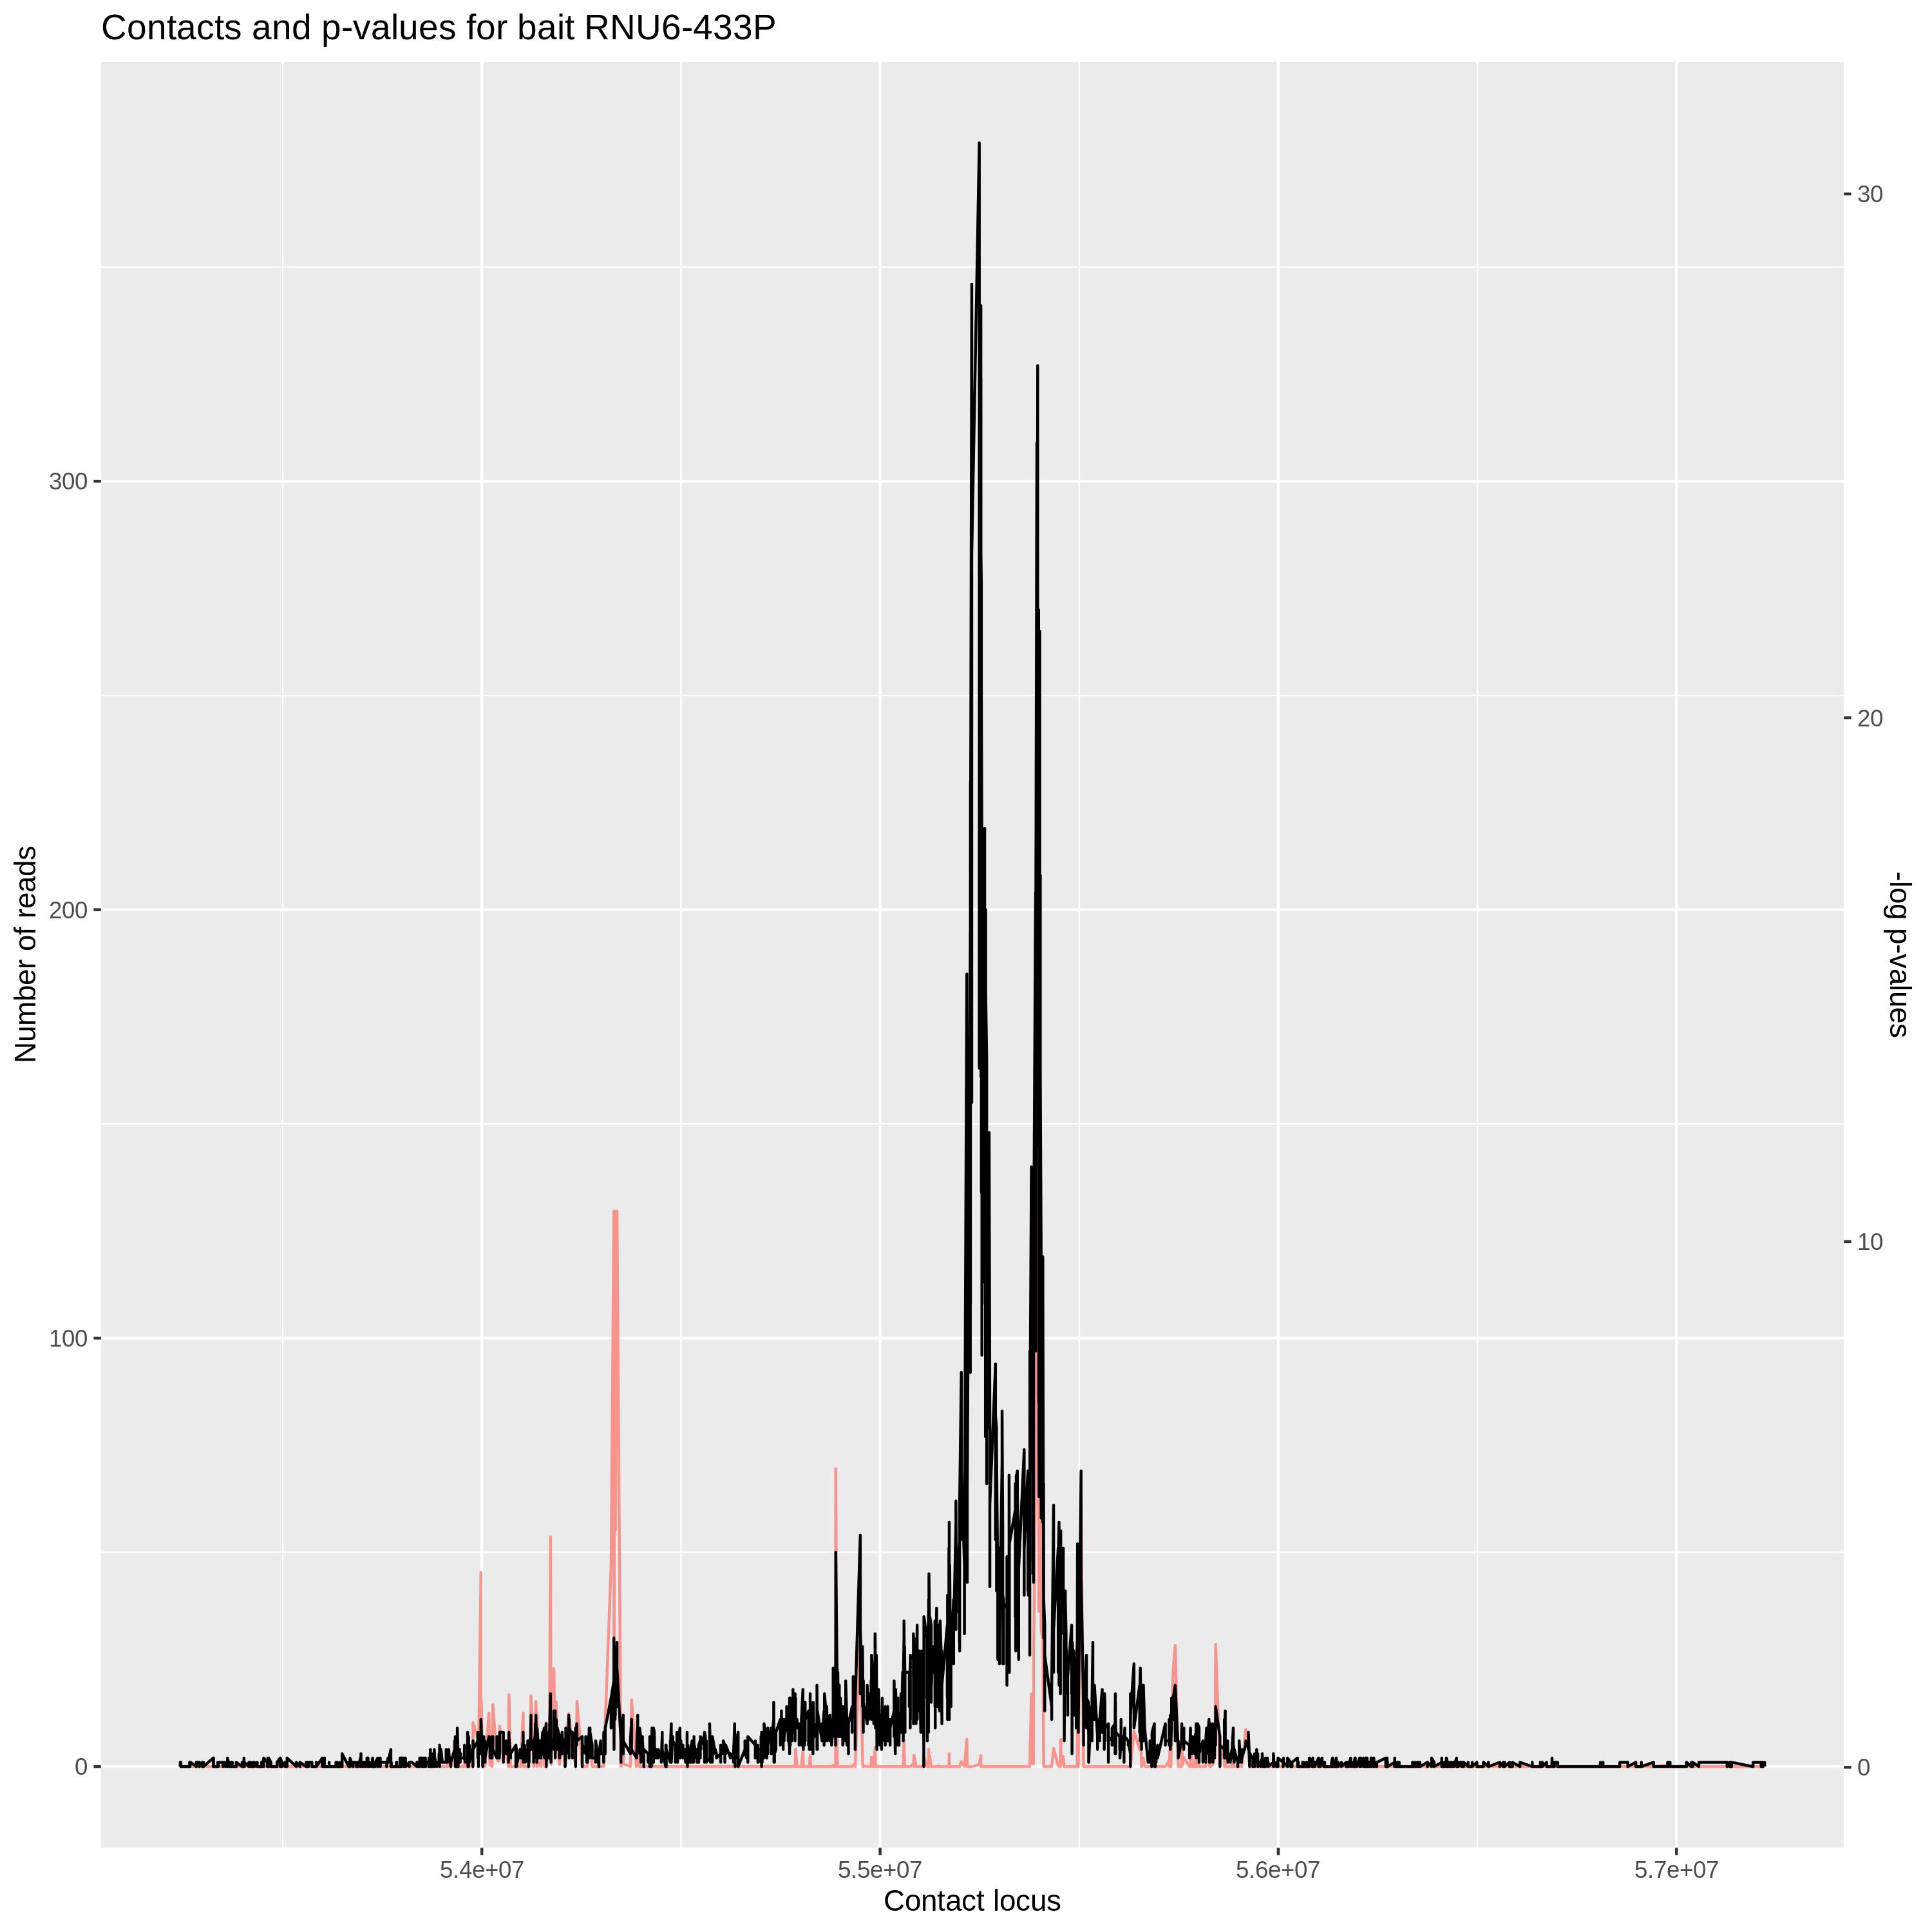 Contacts and p-values for bait RNU6-433P
Number of reads
300
200
100
0
30
20
10
0
-log p-values
5.4e+07
5.5e+07
5.6e+07
5.7e+07
Contact locus